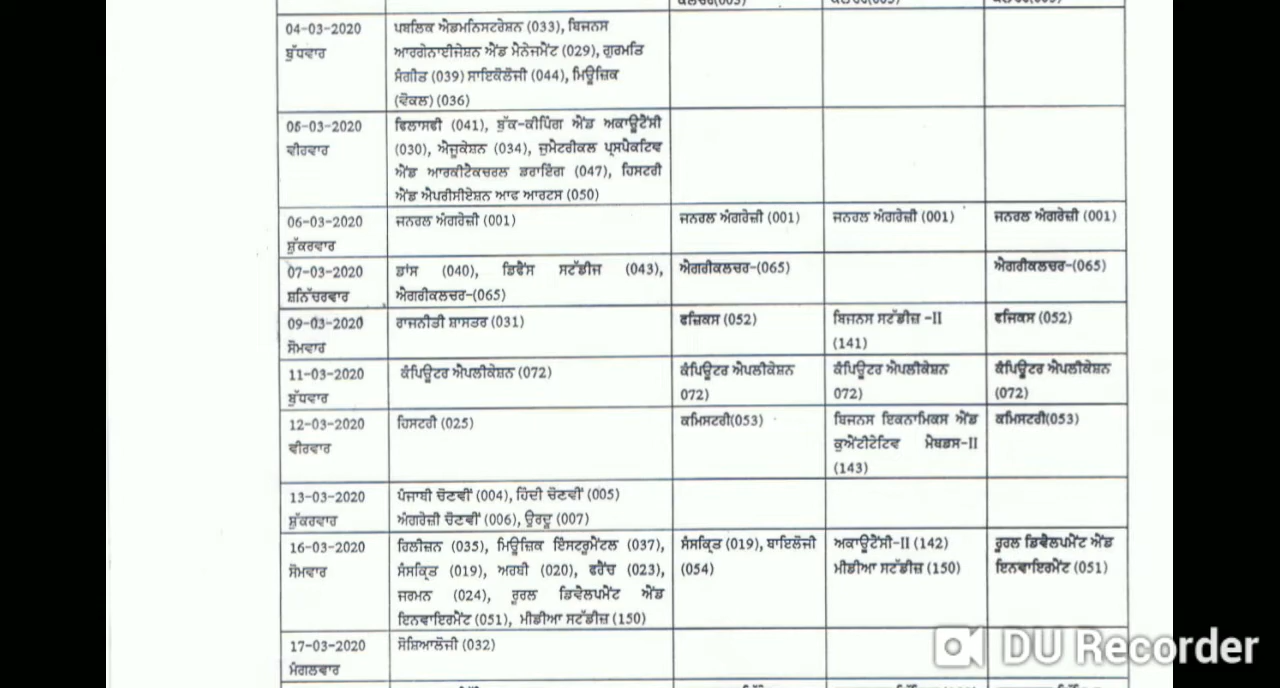 04-03-2020
ਬੁੱਧਵਾਰ
ਪਬਲਿਕ ਐਡਮਨਿਸਟਰੇਸ਼ਨ (033), ਬਿਜਨਸ
ਆਰਗੇਨਾਈਜੇਸ਼ਨ ਐਂਡ ਮੈਨੇਜਮੈਂਟ (029), ਗੁਰਮਤਿ
ਸੰਗੀਤ (039) ਸਾਇਕੋਲੋਜੀ (044), ਮਿਊਜ਼ਿਕ
(ਵੋਕਲ) (036)
05-03-2020
ਵੀਰਵਾਰ
ਫਿਲਾਸਫੀ (041), ਬੁੱਕ-ਕੀਪਿੰਗ ਐਂਡ ਅਕਾਊਂਟੈਂਸੀ
(030), ਐਜੂਕੇਸ਼ਨ (034), ਜੁਮੈਟਰੀਕਲ ਪ੍ਰਸਪੈਕਟਿਵ
ਐਂਡ ਆਰਕੀਟੈਕਚਰਲ ਡਰਾਇੰਗ (047), ਹਿਸਟਰੀ
ਐਂਡ ਐਪਰੀਸੀਏਸ਼ਨ ਆਫ ਆਰਟਸ (050)
06-03-2020
ਸ਼ੁੱਕਰਵਾਰ
ਜਨਰਲ ਅੰਗਰੇਜ਼ੀ (001)
ਜਨਰਲ ਅੰਗਰੇਜ਼ੀ (001)
ਜਨਰਲ ਅੰਗਰੇਜ਼ੀ (001)
ਜਨਰਲ ਅੰਗਰੇਜ਼ੀ (001)
07-03-2020
ਸ਼ਨਿੱਚਰਵਾਰ
ਡਾਂਸ (040), ਡਿਫੈਂਸ ਸਟੱਡੀਜ (043),
ਐਗਰੀਕਲਚਰ-(065)
ਐਗਰੀਕਲਚਰ-(065)
ਐਗਰੀਕਲਚਰ-(065)
09-03-2020
ਸੋਮਵਾਰ
ਰਾਜਨੀਤੀ ਸ਼ਾਸਤਰ (031)
ਫਜ਼ਿਕਸ (052)
ਬਿਜਨਸ ਸਟੱਡੀਜ਼ -II
(141)
ਫਜਿਕਸ (052)
11-03-2020
ਬੁੱਧਵਾਰ
ਕੰਪਿਊਟਰ ਐਪਲੀਕੇਸ਼ਨ (072)
ਕੰਪਿਊਟਰ ਐਪਲੀਕੇਸ਼ਨ
072)
ਕੰਪਿਊਟਰ ਐਪਲੀਕੇਸ਼ਨ
072)
ਕੰਪਿਊਟਰ ਐਪਲੀਕੇਸ਼ਨ
(072)
12-03-2020
ਵੀਰਵਾਰ
ਹਿਸਟਰੀ (025)
ਕਮਿਸਟਰੀ(053)
ਬਿਜਨਸ ਇਕਨਾਮਿਕਸ ਐਂਡ
ਕੁਐਂਟੀਟੇਟਿਵ ਮੈਥਡਸ-II
(143)
ਕਮਿਸਟਰੀ(053)
13-03-2020
ਸ਼ੁੱਕਰਵਾਰ
ਪੰਜਾਬੀ ਚੋਣਵੀਂ (004), ਹਿੰਦੀ ਚੋਣਵੀਂ (005)
ਅੰਗਰੇਜ਼ੀ ਚੋਣਵੀਂ (006), ਉਰਦੂ (007)
16-03-2020
ਸੋਮਵਾਰ
ਰਿਲੀਜ਼ਨ (035), ਮਿਊਜ਼ਿਕ ਇੰਸਟਰੂਮੈਂਟਲ (037),
ਸੰਸਕ੍ਰਿਤ (019), ਅਰਬੀ (020), ਫਰੈਂਚ (023),
ਜਰਮਨ (024), ਰੂਰਲ ਡਿਵੈਲਪਮੈਂਟ ਐਂਡ
ਇਨਵਾਇਰਮੈਂਟ (051), ਮੀਡੀਆ ਸਟੱਡੀਜ਼ (150)
ਸੰਸਕ੍ਰਿਤ (019), ਬਾਇਲੋਜੀ
(054)
ਅਕਾਊਟੈਂਸੀ-II (142)
ਮੀਡੀਆ ਸਟੱਡੀਜ਼ (150)
ਰੂਰਲ ਡਿਵੈਲਪਮੈਂਟ ਐਂਡ
ਇਨਵਾਇਰਮੈਂਟ (051)
17-03-2020
ਮੰਗਲਵਾਰ
ਸੋਸ਼ਿਆਲੋਜੀ (032)
DU Recorder